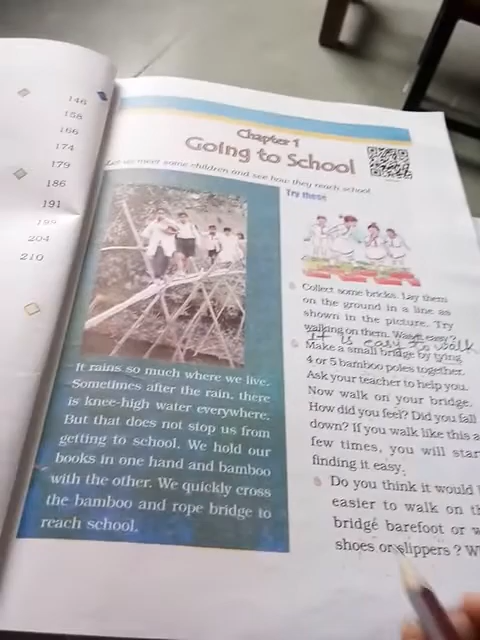 146
158
166
174
179
186
191
199
204
210
Chapter 1
Going to School
Let us meet some children and see how they reach school.
It rains so much where we live.
Sometimes after the rain, there
is knee-high water everywhere.
But that does not stop us from
getting to school. We hold our
books in one hand and bamboo
with the other. We quickly cross
the bamboo and rope bridge to
reach school.
Try these
Collect some bricks. Lay them
on the ground in a line as
shown in the picture. Try
walking on them. Was it easy?
It is easy to walk
Make a small bridge by tying
4 or 5 bamboo poles together.
Ask your teacher to help you.
Now walk on your bridge.
How did you feel? Did you fall
down? If you walk like this a
few times, you will star
finding it easy.
Do you think it would
easier to walk on th
bridge barefoot or w
shoes or slippers? W